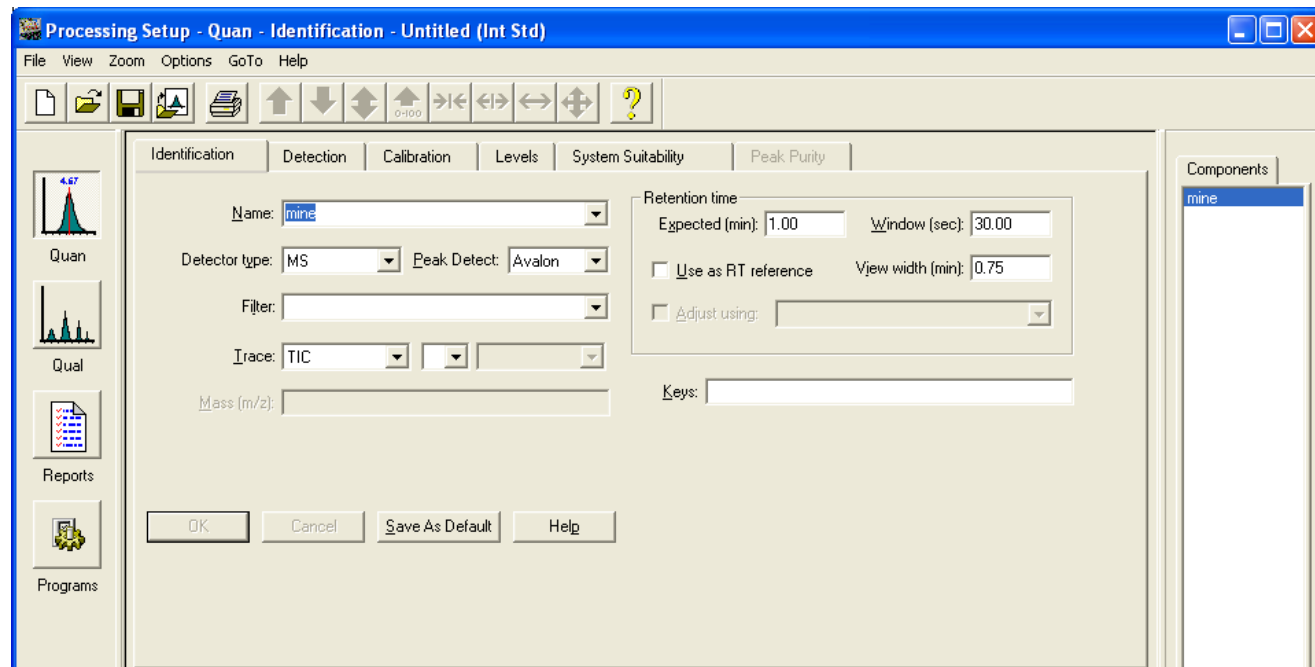 Processing Setup - Quan - Identification - Untitled (Int Std)
File View Zoom Options GoTo Help
0-100
Identification Detection Calibration Levels System Suitability Peak Purity
Components
mine
4.67
Quan
Qual
Reports
Programs
Name: mine
Detector type: MS Peak Detect: Avalon
Filter:
Trace: TIC
Mass (m/z):
Retention time
Expected (min): 1.00 Window (sec): 30.00
Use as RT reference View width (min): 0.75
Adjust using:
Keys:
OK Cancel Save As Default Help